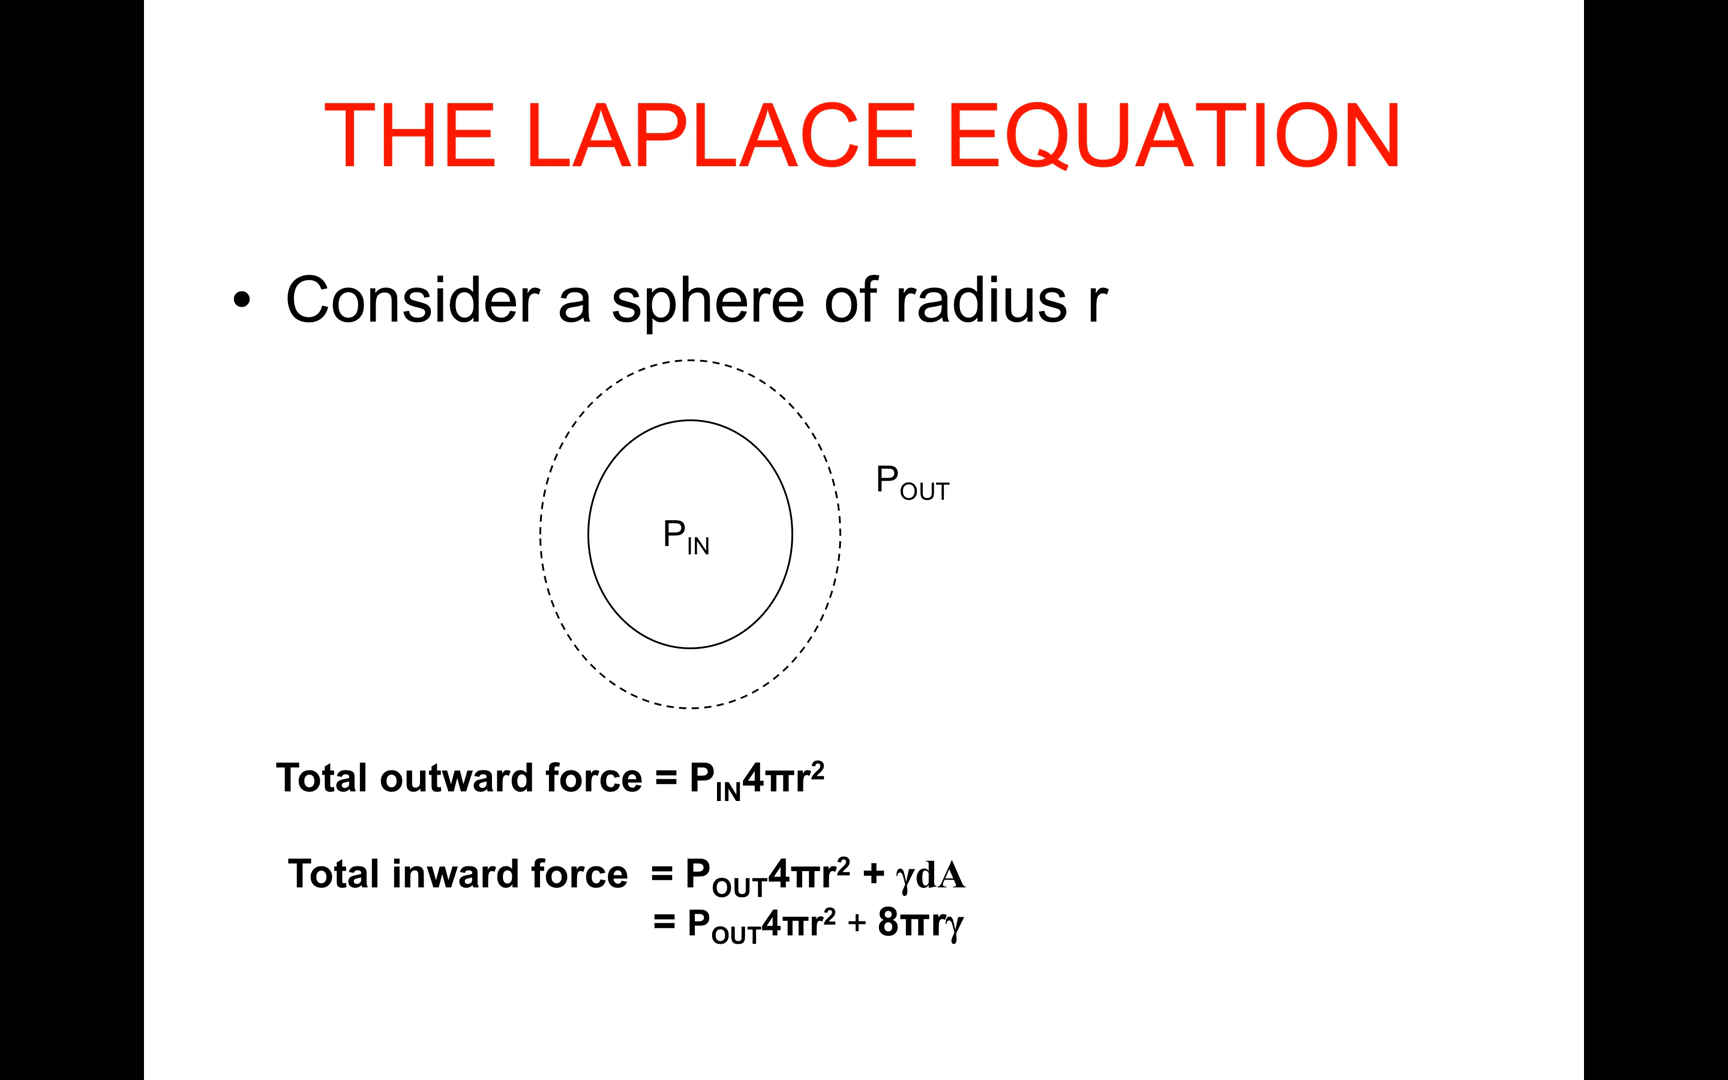 THE LAPLACE EQUATION
• Consider a sphere of radius r
P_OUT
P_IN
Total outward force = P_IN4πr²
Total inward force = P_OUT4πr² + γdA
= P_OUT4πr² + 8πrγ